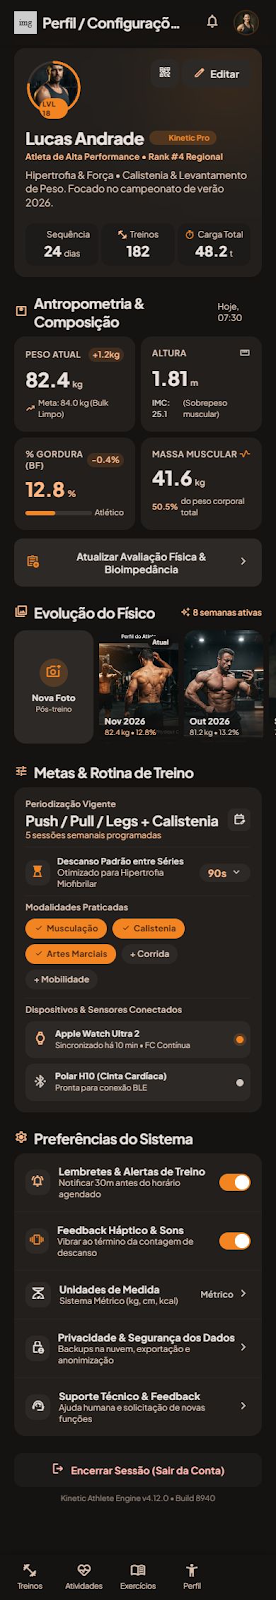 img Perfil / Configuraçõ...
LVL
18
Editar
Lucas Andrade Kinetic Pro
Atleta de Alta Performance • Rank #4 Regional
Hipertrofia & Força • Calistenia & Levantamento
de Peso. Focado no campeonato de verão
2026.
Sequência
24 dias
Treinos
182
Carga Total
48.2 t
Antropometria &
Composição
Hoje,
07:30
PESO ATUAL +1.2kg
82.4 kg
Meta: 84.0 kg (Bulk
Limpo)
ALTURA
1.81 m
IMC:
25.1
(Sobrepeso
muscular)
% GORDURA
(BF)
-0.4%
12.8 %
Atlético
MASSA MUSCULAR
41.6 kg
50.5% do peso corporal
total
Atualizar Avaliação Física &
Bioimpedância
Evolução do Físico 8 semanas ativas
Nova Foto
Pós-treino
Atual
Nov 2026
82.4 kg • 12.8%
Out 2026
81.2 kg • 13.2%
Metas & Rotina de Treino
Periodização Vigente
Push / Pull / Legs + Calistenia
5 sessões semanais programadas
Descanso Padrão entre Séries
Otimizado para Hipertrofia
Miofibrilar
90s
Modalidades Praticadas
Musculação
Calistenia
Artes Marciais
+ Corrida
+ Mobilidade
Dispositivos & Sensores Conectados
Apple Watch Ultra 2
Sincronizado há 10 min • FC Contínua
Polar H10 (Cinta Cardíaca)
Pronta para conexão BLE
Preferências do Sistema
Lembretes & Alertas de Treino
Notificar 30m antes do horário
agendado
Feedback Háptico & Sons
Vibrar ao término da contagem de
descanso
Unidades de Medida
Sistema Métrico (kg, cm, kcal)
Métrico
Privacidade & Segurança dos Dados
Backups na nuvem, exportação e
anonimização
Suporte Técnico & Feedback
Ajuda humana e solicitação de novas
funções
Encerrar Sessão (Sair da Conta)
Kinetic Athlete Engine v4.12.0 • Build 8940
Treinos
Atividades
Exercícios
Perfil